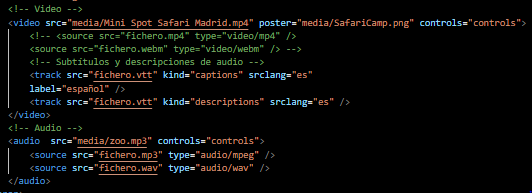 <!-- Video -->
<video src="media/Mini Spot Safari Madrid.mp4" poster="media/SafariCamp.png" controls="controls">
<!-- <source src="fichero.mp4" type="video/mp4" />
<source src="fichero.webm" type="video/webm" /> -->
<!-- Subtítulos y descripciones de audio -->
<track src="fichero.vtt" kind="captions" srclang="es"
label="español" />
<track src="fichero.vtt" kind="descriptions" srclang="es" />
</video>
<!-- Audio -->
<audio  src="media/zoo.mp3" controls="controls">
<source src="fichero.mp3" type="audio/mpeg" />
<source src="fichero.wav" type="audio/wav" />
</audio>